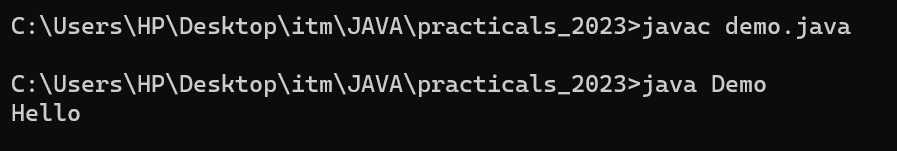 C:\Users\HP\Desktop\itm\JAVA\practicals_2023>javac demo.java
C:\Users\HP\Desktop\itm\JAVA\practicals_2023>java Demo
Hello